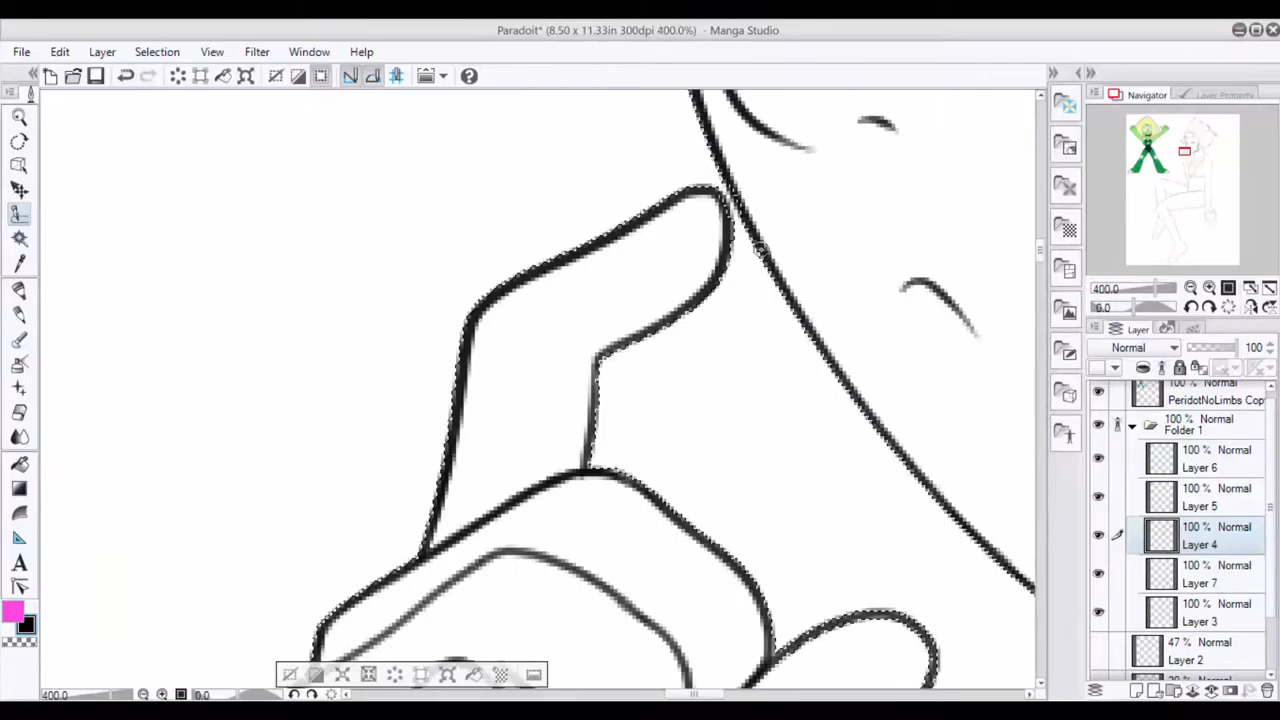 Paradoit* (8.50 x 11.33in 300dpi 400.0%) - Manga Studio
File Edit Layer Selection View Filter Window Help
Navigator Layer Property
400.0
0.0
Layer
Normal 100
100 % Normal
PeridotNoLimbs Cop
100 % Normal
Folder 1
100 % Normal
Layer 6
100 % Normal
Layer 5
100 % Normal
Layer 4
100 % Normal
Layer 7
100 % Normal
Layer 3
47 % Normal
Layer 2
400.0 0.0